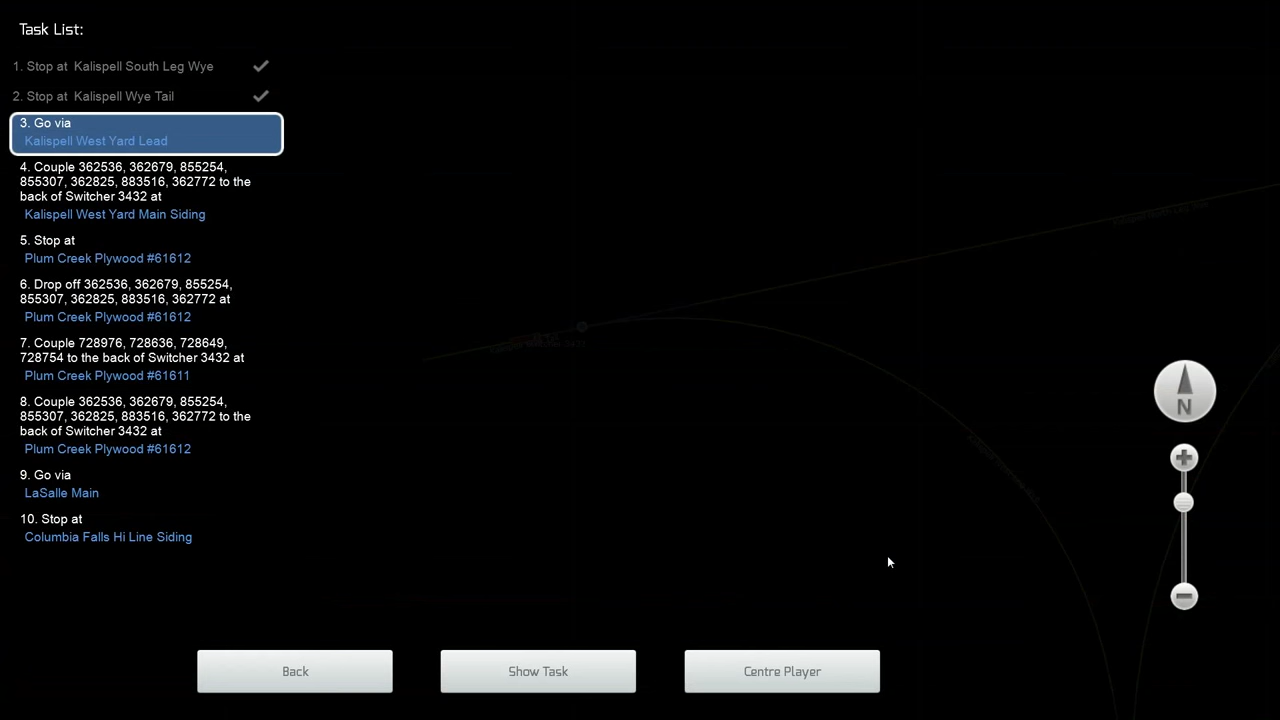 Task List:
1. Stop at Kalispell South Leg Wye
2. Stop at Kalispell Wye Tail
3. Go via
Kalispell West Yard Lead
4. Couple 362536, 362679, 855254,
855307, 362825, 883516, 362772 to the
back of Switcher 3432 at
Kalispell West Yard Main Siding
5. Stop at
Plum Creek Plywood #61612
6. Drop off 362536, 362679, 855254,
855307, 362825, 883516, 362772 at
Plum Creek Plywood #61612
7. Couple 728976, 728636, 728649,
728754 to the back of Switcher 3432 at
Plum Creek Plywood #61611
8. Couple 362536, 362679, 855254,
855307, 362825, 883516, 362772 to the
back of Switcher 3432 at
Plum Creek Plywood #61612
9. Go via
LaSalle Main
10. Stop at
Columbia Falls Hi Line Siding
N
Back
Show Task
Centre Player